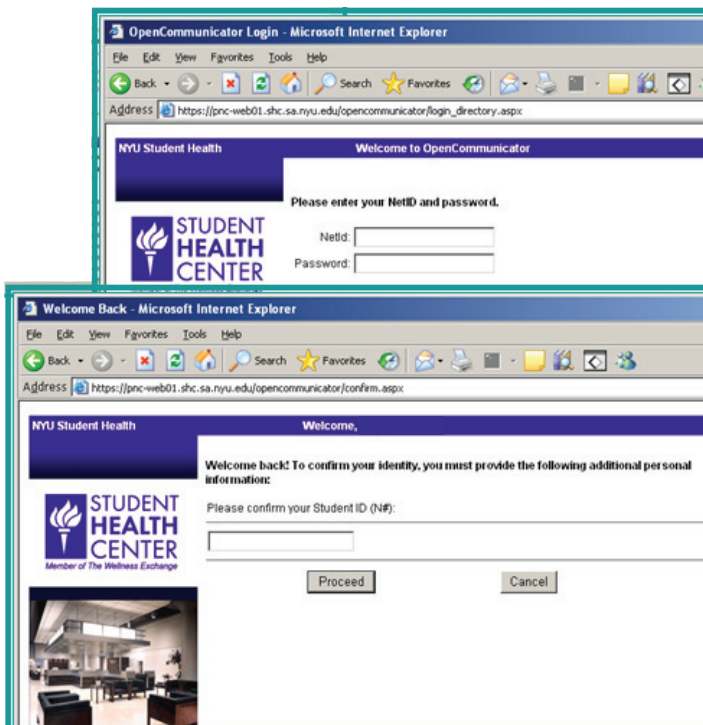 OpenCommunicator Login - Microsoft Internet Explorer
File Edit View Favorites Tools Help
Back Search Favorites
Address https://pnc-web01.shc.sa.nyu.edu/opencommunicator/login_directory.aspx
NYU Student Health Welcome to OpenCommunicator
Please enter your NetID and password.
STUDENT
HEALTH
CENTER
NetId:
Password:
Welcome Back - Microsoft Internet Explorer
File Edit View Favorites Tools Help
Back Search Favorites
Address https://pnc-web01.shc.sa.nyu.edu/opencommunicator/confirm.aspx
NYU Student Health Welcome,
Welcome back! To confirm your identity, you must provide the following additional personal
information:
STUDENT
HEALTH
CENTER
Member of The Wellness Exchange
Please confirm your Student ID (N#):
Proceed Cancel